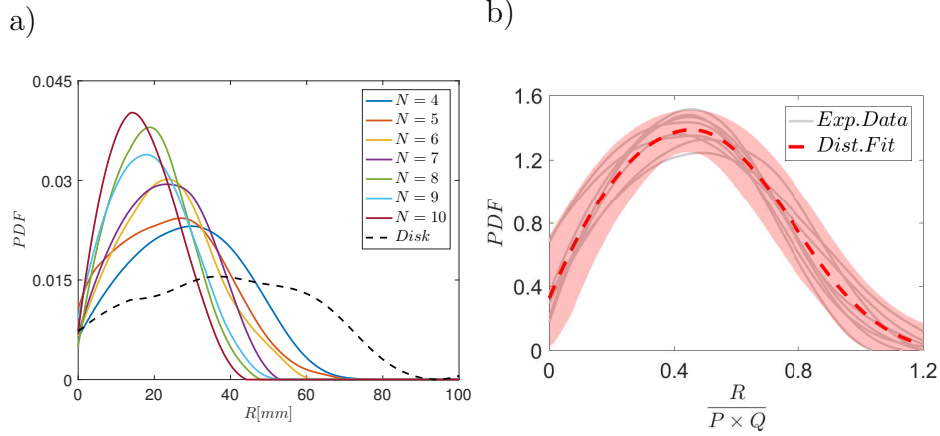 a)
0.045
0.03
0.015
0
PDF
0
20
40
60
80
100
R[mm]
N = 4
N = 5
N = 6
N = 7
N = 8
N = 9
N = 10
Disk
b)
1.6
1.2
0.8
0.4
0
PDF
0
0.4
0.8
1.2
R
P × Q
Exp.Data
Dist.Fit